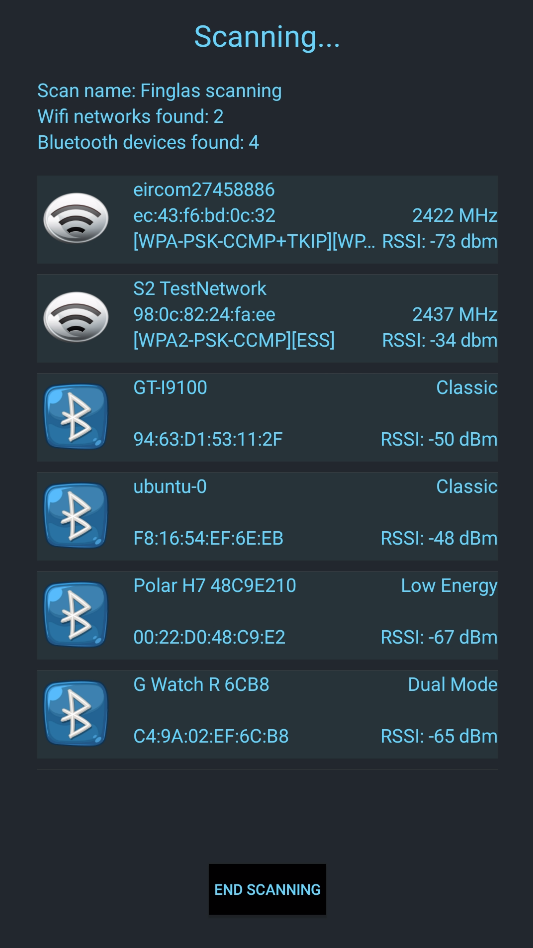 Scanning...
Scan name: Finglas scanning
Wifi networks found: 2
Bluetooth devices found: 4
eircom27458886
ec:43:f6:bd:0c:32 2422 MHz
[WPA-PSK-CCMP+TKIP][WP... RSSI: -73 dbm
S2 TestNetwork
98:0c:82:24:fa:ee 2437 MHz
[WPA2-PSK-CCMP][ESS] RSSI: -34 dbm
GT-I9100 Classic
94:63:D1:53:11:2F RSSI: -50 dBm
ubuntu-0 Classic
F8:16:54:EF:6E:EB RSSI: -48 dBm
Polar H7 48C9E210 Low Energy
00:22:D0:48:C9:E2 RSSI: -67 dBm
G Watch R 6CB8 Dual Mode
C4:9A:02:EF:6C:B8 RSSI: -65 dBm
END SCANNING